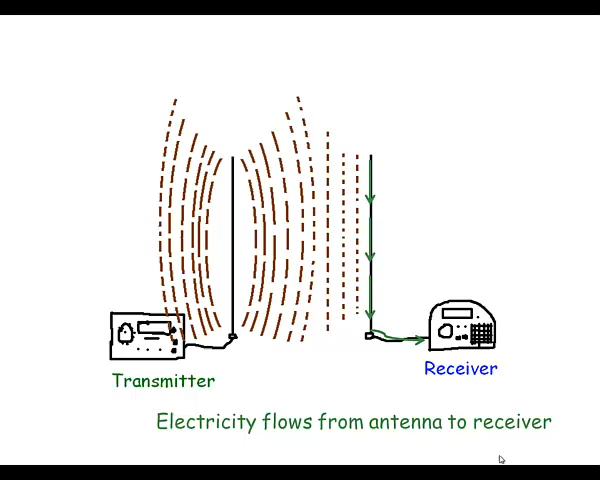 Transmitter
Receiver
Electricity flows from antenna to receiver